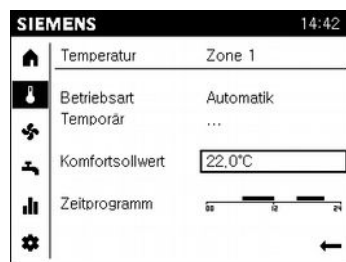 SIEMENS 14:42
Temperatur Zone 1
Betriebsart Automatik
Temporär ...
Komfortsollwert 22,0°C
Zeitprogramm
00 12 24